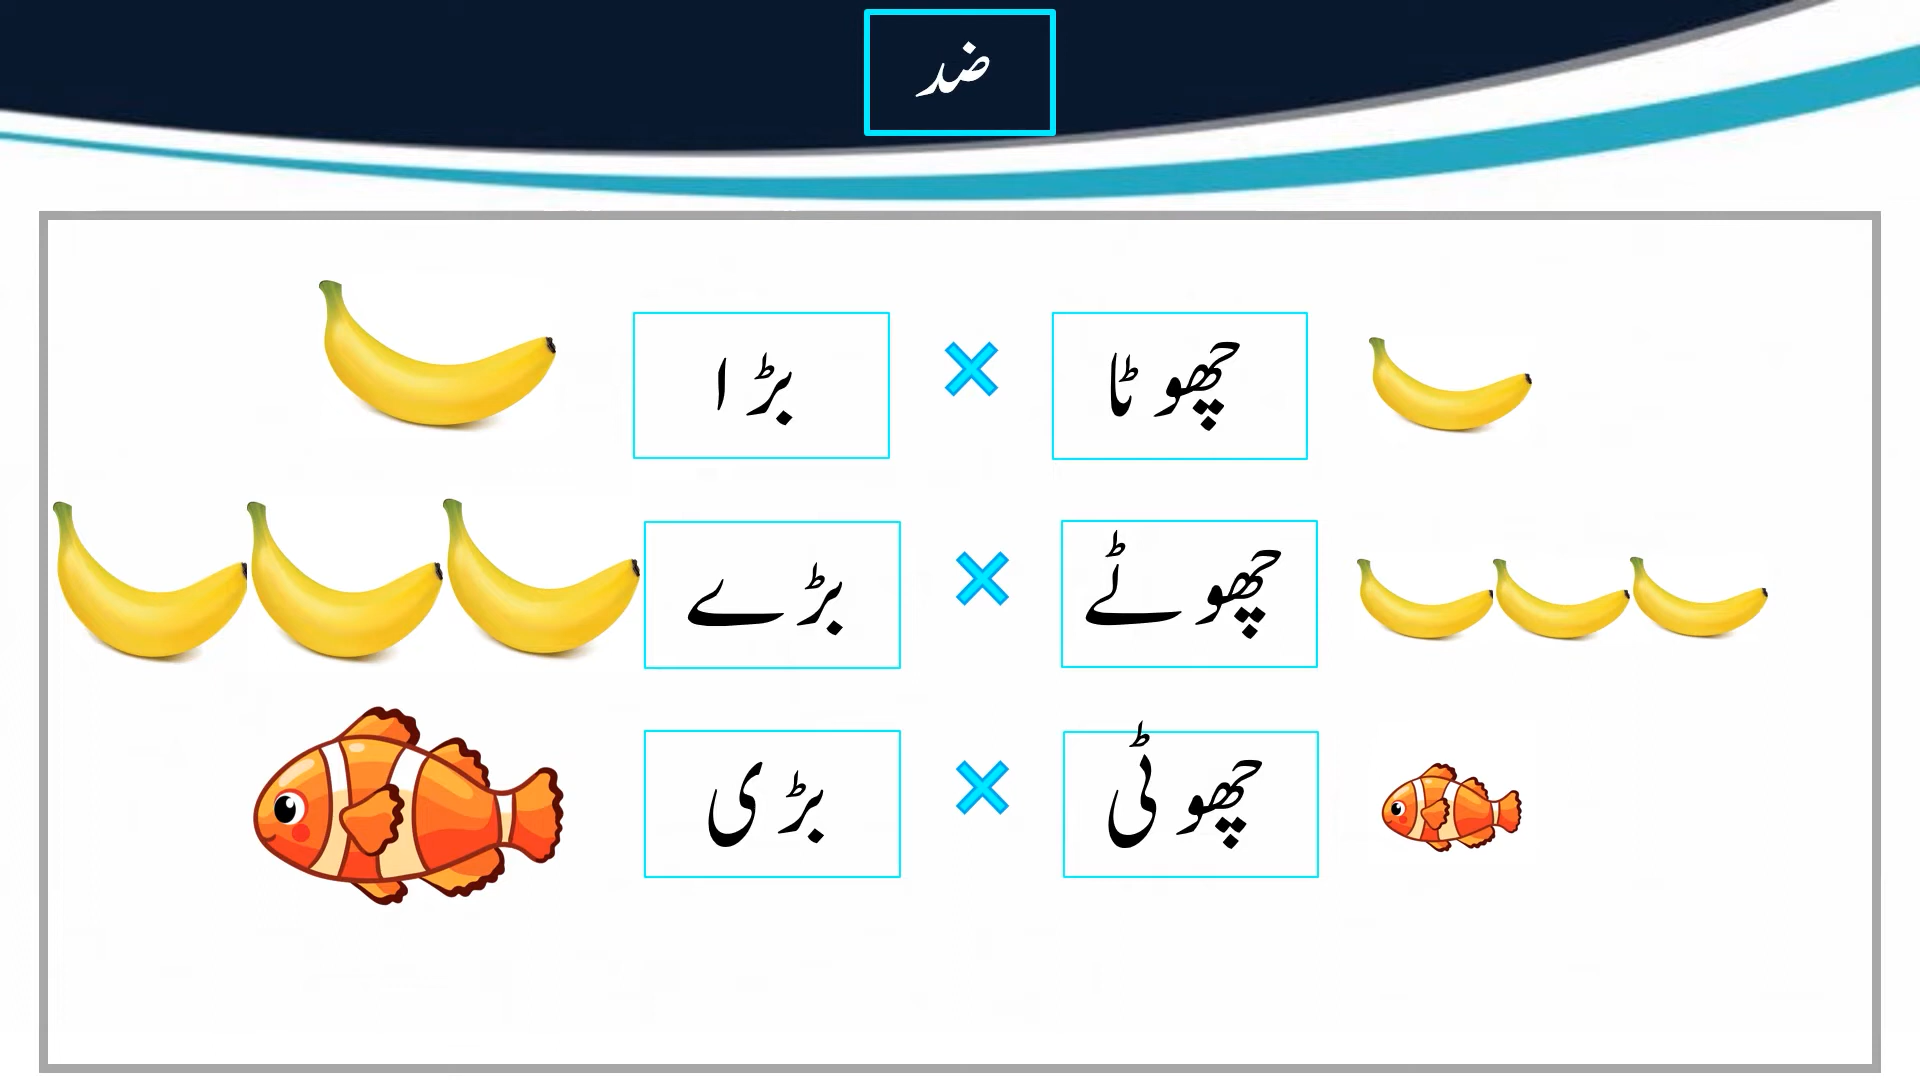 ضد
چھوٹا × بڑا
چھوٹے × بڑے
چھوٹی × بڑی